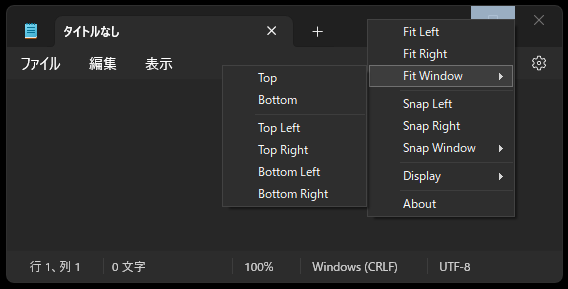 タイトルなし
ファイル 編集 表示
Fit Left
Fit Right
Fit Window
Snap Left
Snap Right
Snap Window
Display
About
Top
Bottom
Top Left
Top Right
Bottom Left
Bottom Right
行 1、列 1 0 文字 100% Windows (CRLF) UTF-8